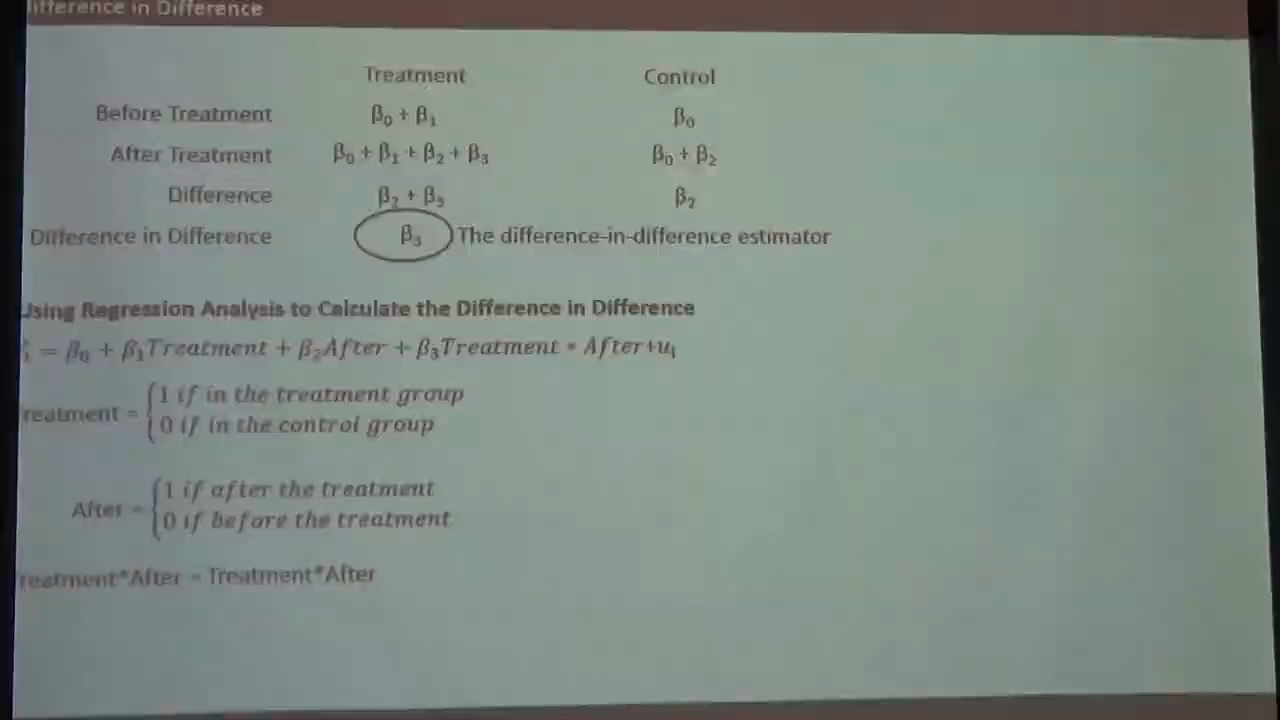 ifference in Difference
Treatment Control
Before Treatment β₀ + β₁ β₀
After Treatment β₀ + β₁ + β₂ + β₃ β₀ + β₂
Difference β₂ + β₃ β₂
Difference in Difference β₃ The difference-in-difference estimator
Using Regression Analysis to Calculate the Difference in Difference
= β₀ + β₁Treatment + β₂After + β₃Treatment * After+uᵢ
reatment = {1 if in the treatment group
0 if in the control group
After = {1 if after the treatment
0 if before the treatment
reatment*After = Treatment*After